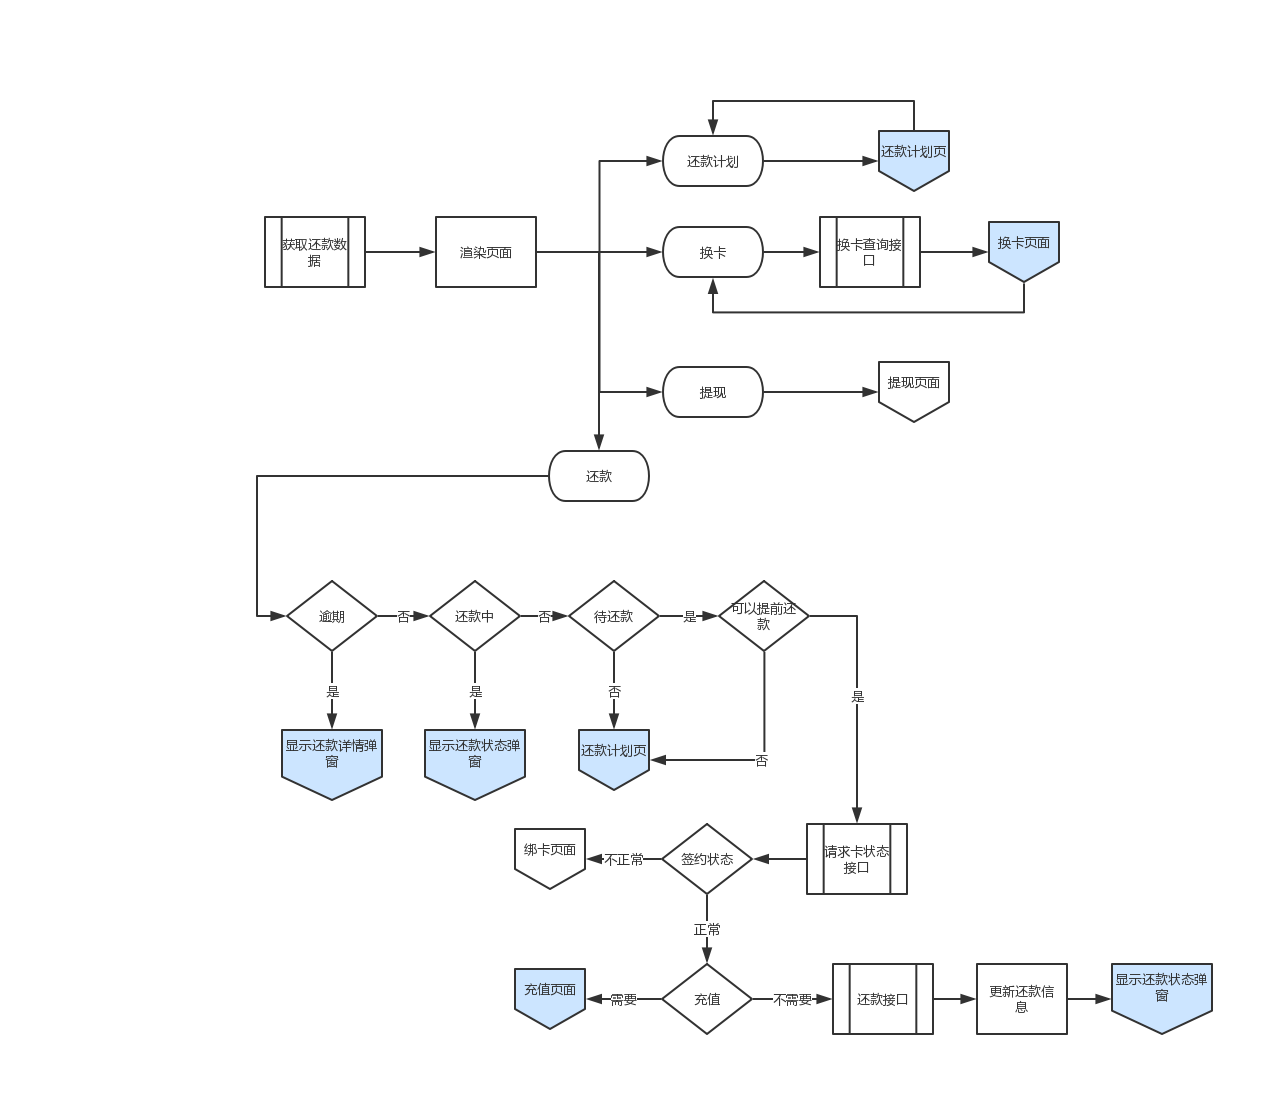 还款计划
还款计划页
获取还款数
据
渲染页面
换卡
换卡查询接
口
换卡页面
提现
提现页面
还款
逾期
否
还款中
否
待还款
是
可以提前还
款
是
是
否
是
显示还款详情弹
窗
显示还款状态弹
窗
还款计划页
否
绑卡页面
不正常
签约状态
请求卡状态
接口
正常
充值页面
需要
充值
不需要
还款接口
更新还款信
息
显示还款状态弹
窗